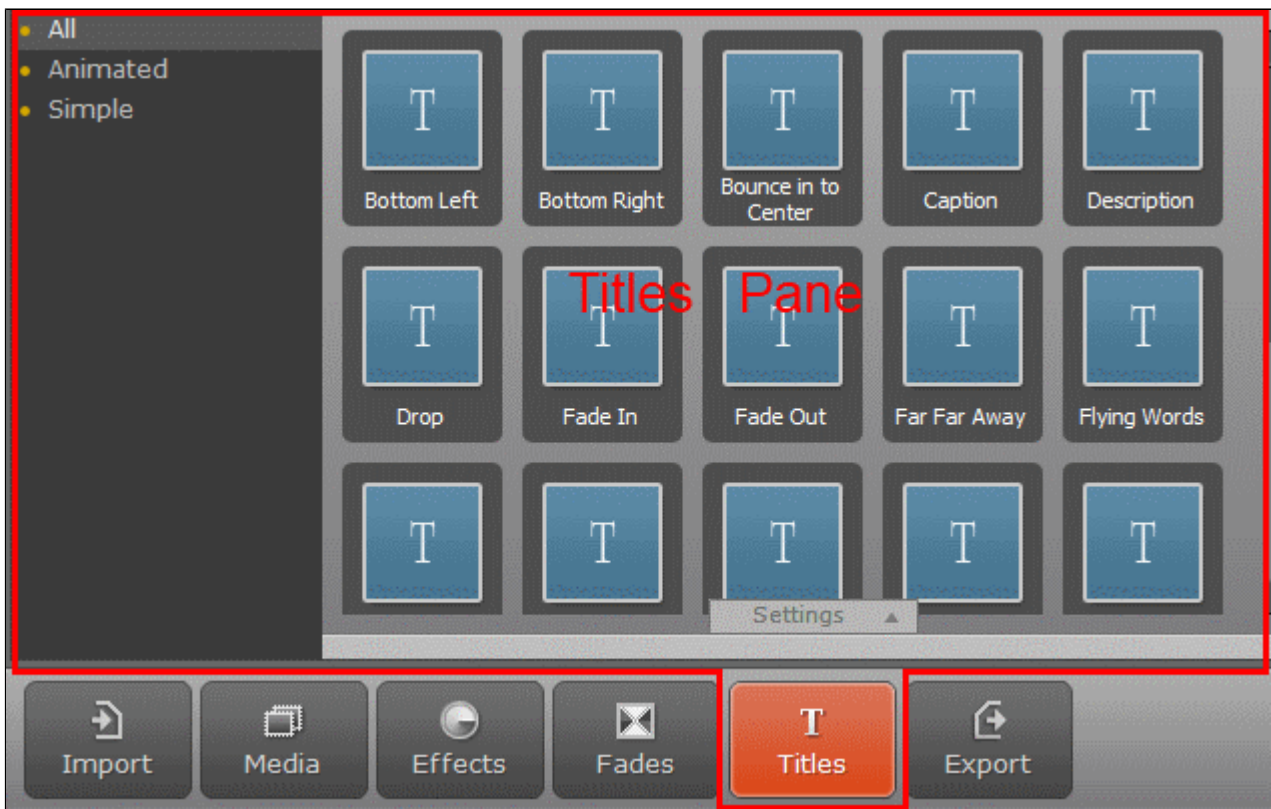 All
Animated
Simple
T T T T T
Bottom Left Bottom Right Bounce in to Center Caption Description
Titles Pane
T T T T T
Drop Fade In Fade Out Far Far Away Flying Words
T T T T T
Settings
T
Import Media Effects Fades Titles Export